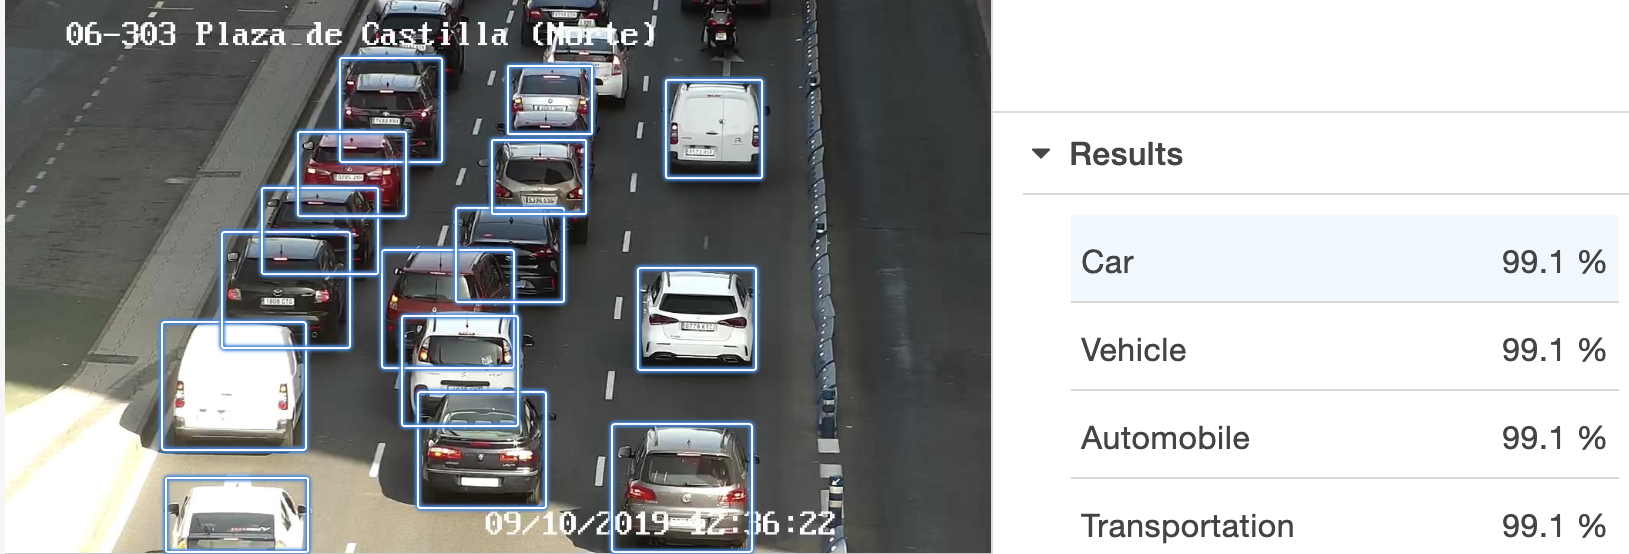 06-303 Plaza de Castilla (Norte)
09/10/2019 12:36:22
Results
Car 99.1 %
Vehicle 99.1 %
Automobile 99.1 %
Transportation 99.1 %